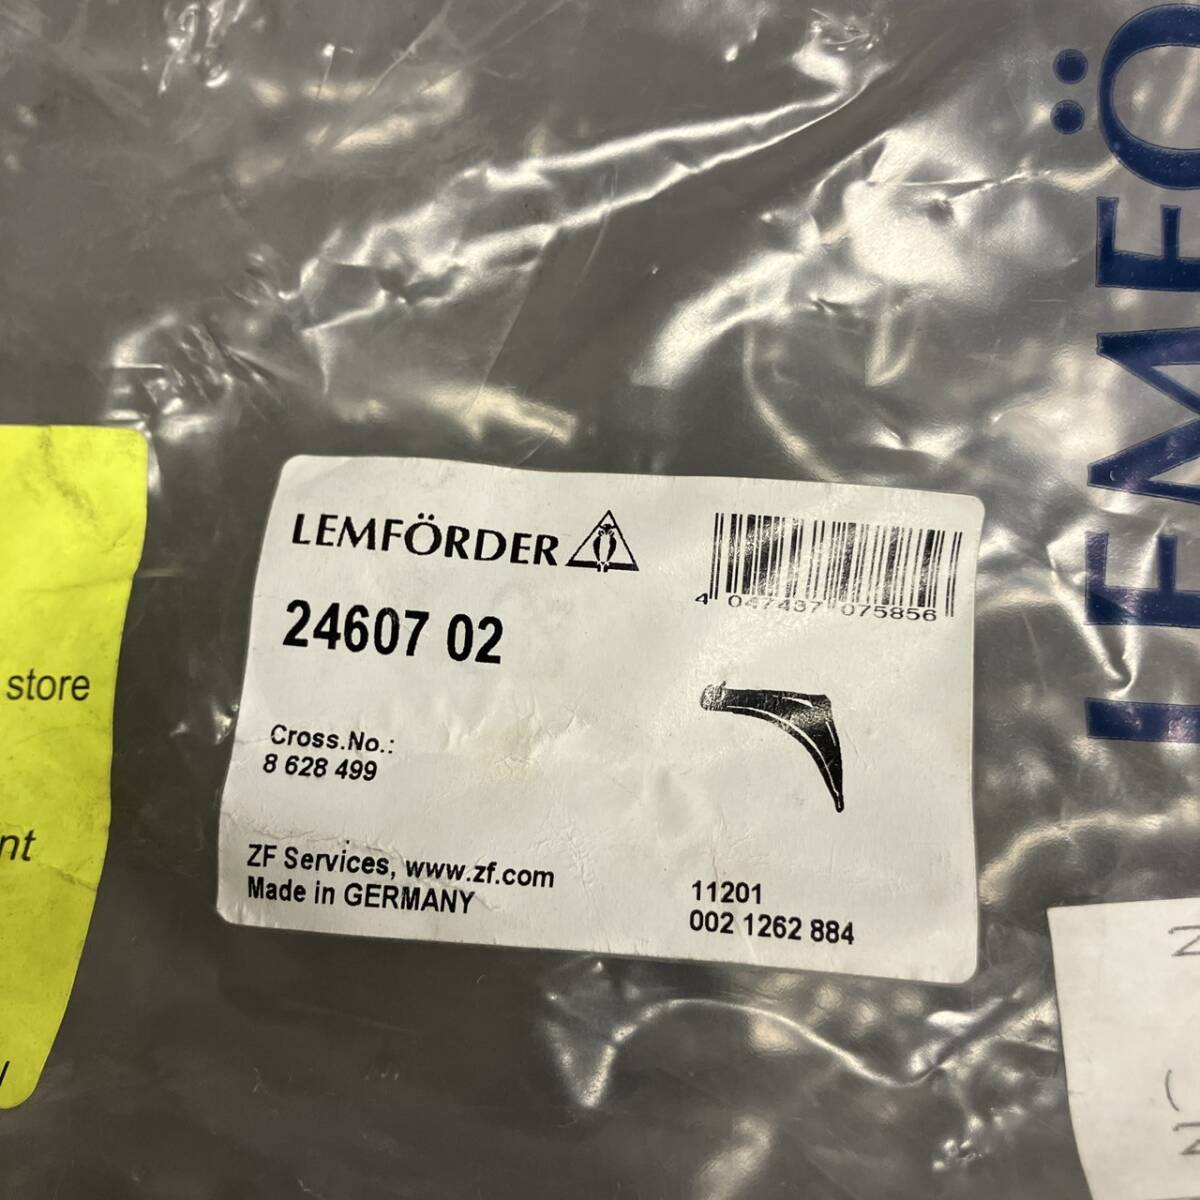 LEMFÖ
LEMFÖRDER
4 047437 075856
24607 02
Cross.No.:
8 628 499
ZF Services, www.zf.com
Made in GERMANY
11201
002 1262 884
store
nt